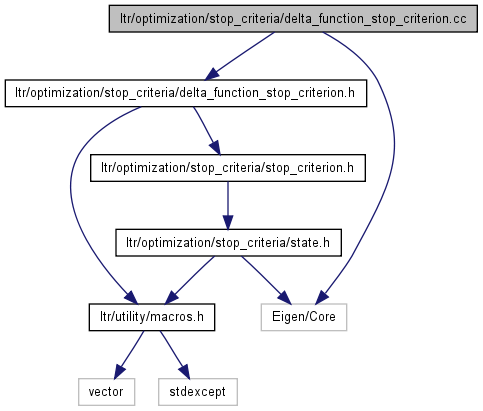 ltr/optimization/stop_criteria/delta_function_stop_criterion.cc
ltr/optimization/stop_criteria/delta_function_stop_criterion.h
ltr/optimization/stop_criteria/stop_criterion.h
ltr/optimization/stop_criteria/state.h
ltr/utility/macros.h
Eigen/Core
vector
stdexcept